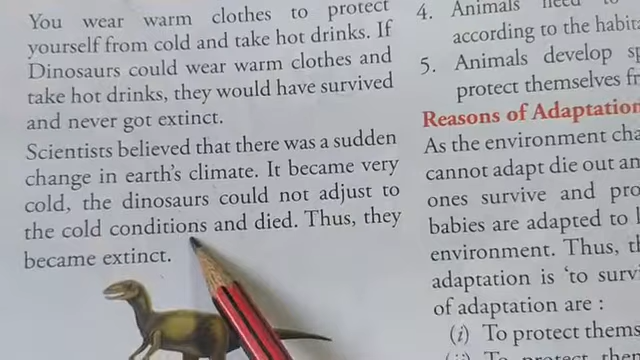 You wear warm clothes to protect
yourself from cold and take hot drinks. If
Dinosaurs could wear warm clothes and
take hot drinks, they would have survived
and never got extinct.
Scientists believed that there was a sudden
change in earth's climate. It became very
cold, the dinosaurs could not adjust to
the cold conditions and died. Thus, they
became extinct.
4. Animals need to
according to the
5. Animals develop
protect themselves
Reasons of Adaptation
As the environment
cannot adapt die out
ones survive and
babies are adapted to
environment. Thus,
adaptation is 'to
of adaptation are :
(i) To protect
(ii) To protect